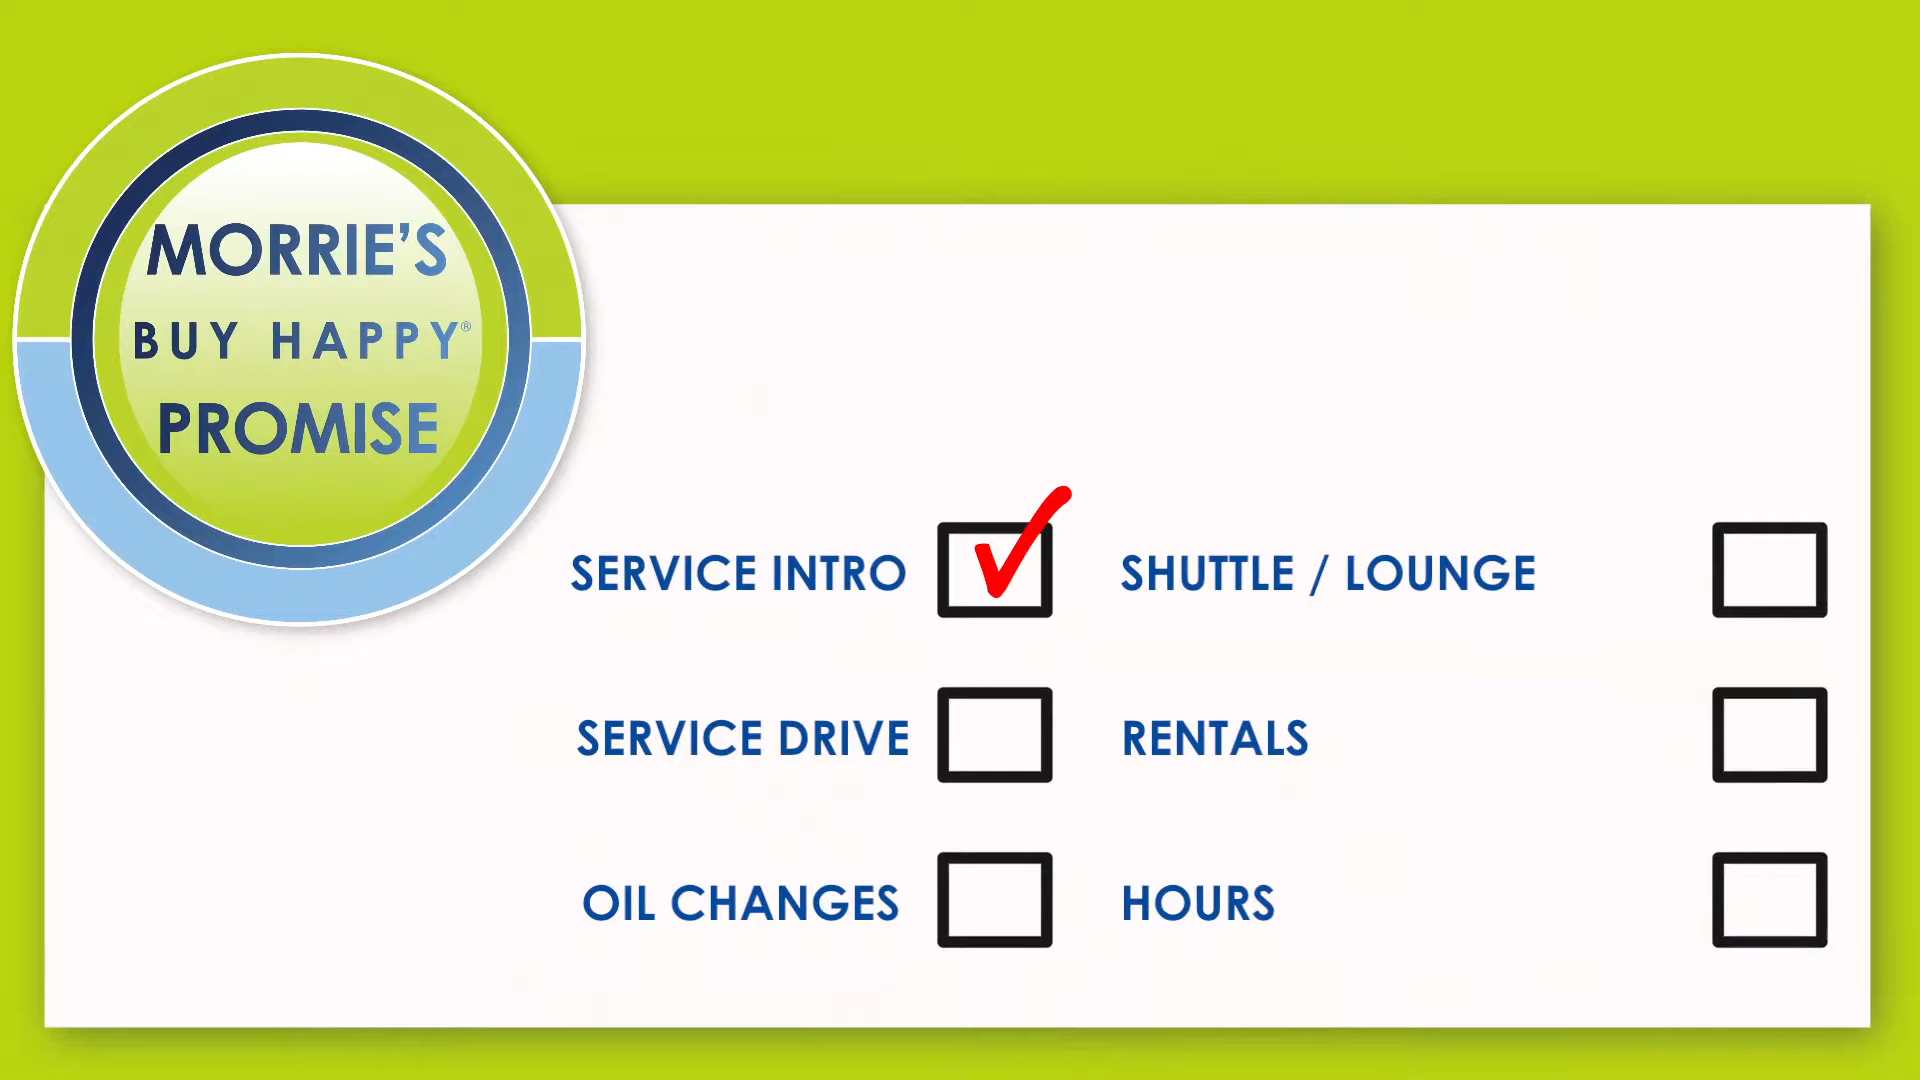 MORRIE'S
BUY HAPPY®
PROMISE
SERVICE INTRO
SHUTTLE / LOUNGE
SERVICE DRIVE
RENTALS
OIL CHANGES
HOURS